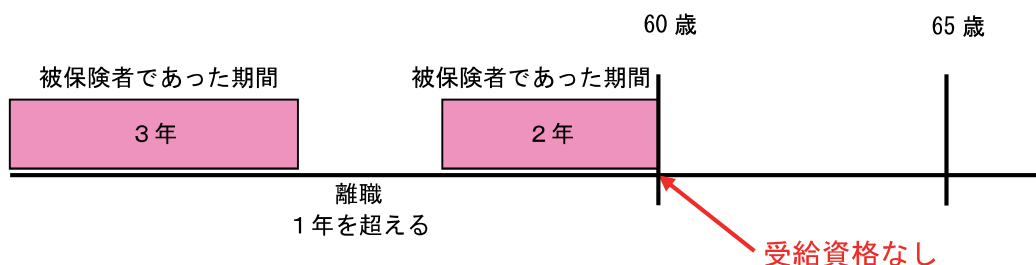 60歳
65歳
被保険者であった期間
被保険者であった期間
3年
2年
離職
1年を超える
受給資格なし